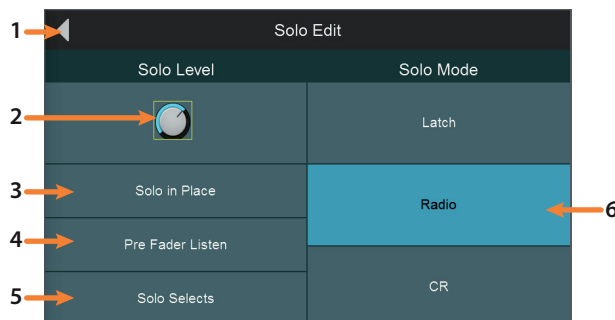 1
Solo Edit
Solo Level
Solo Mode
2
Latch
3
Solo in Place
Radio
6
4
Pre Fader Listen
5
Solo Selects
CR